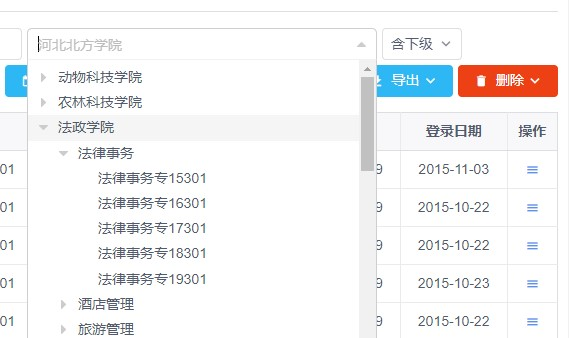 河北北方学院
含下级
动物科技学院
导出
删除
农林科技学院
法政学院
登录日期
操作
法律事务
01
9
2015-11-03
法律事务专15301
法律事务专16301
01
9
2015-10-22
法律事务专17301
01
9
2015-10-22
法律事务专18301
法律事务专19301
01
9
2015-10-23
酒店管理
01
9
2015-10-22
旅游管理